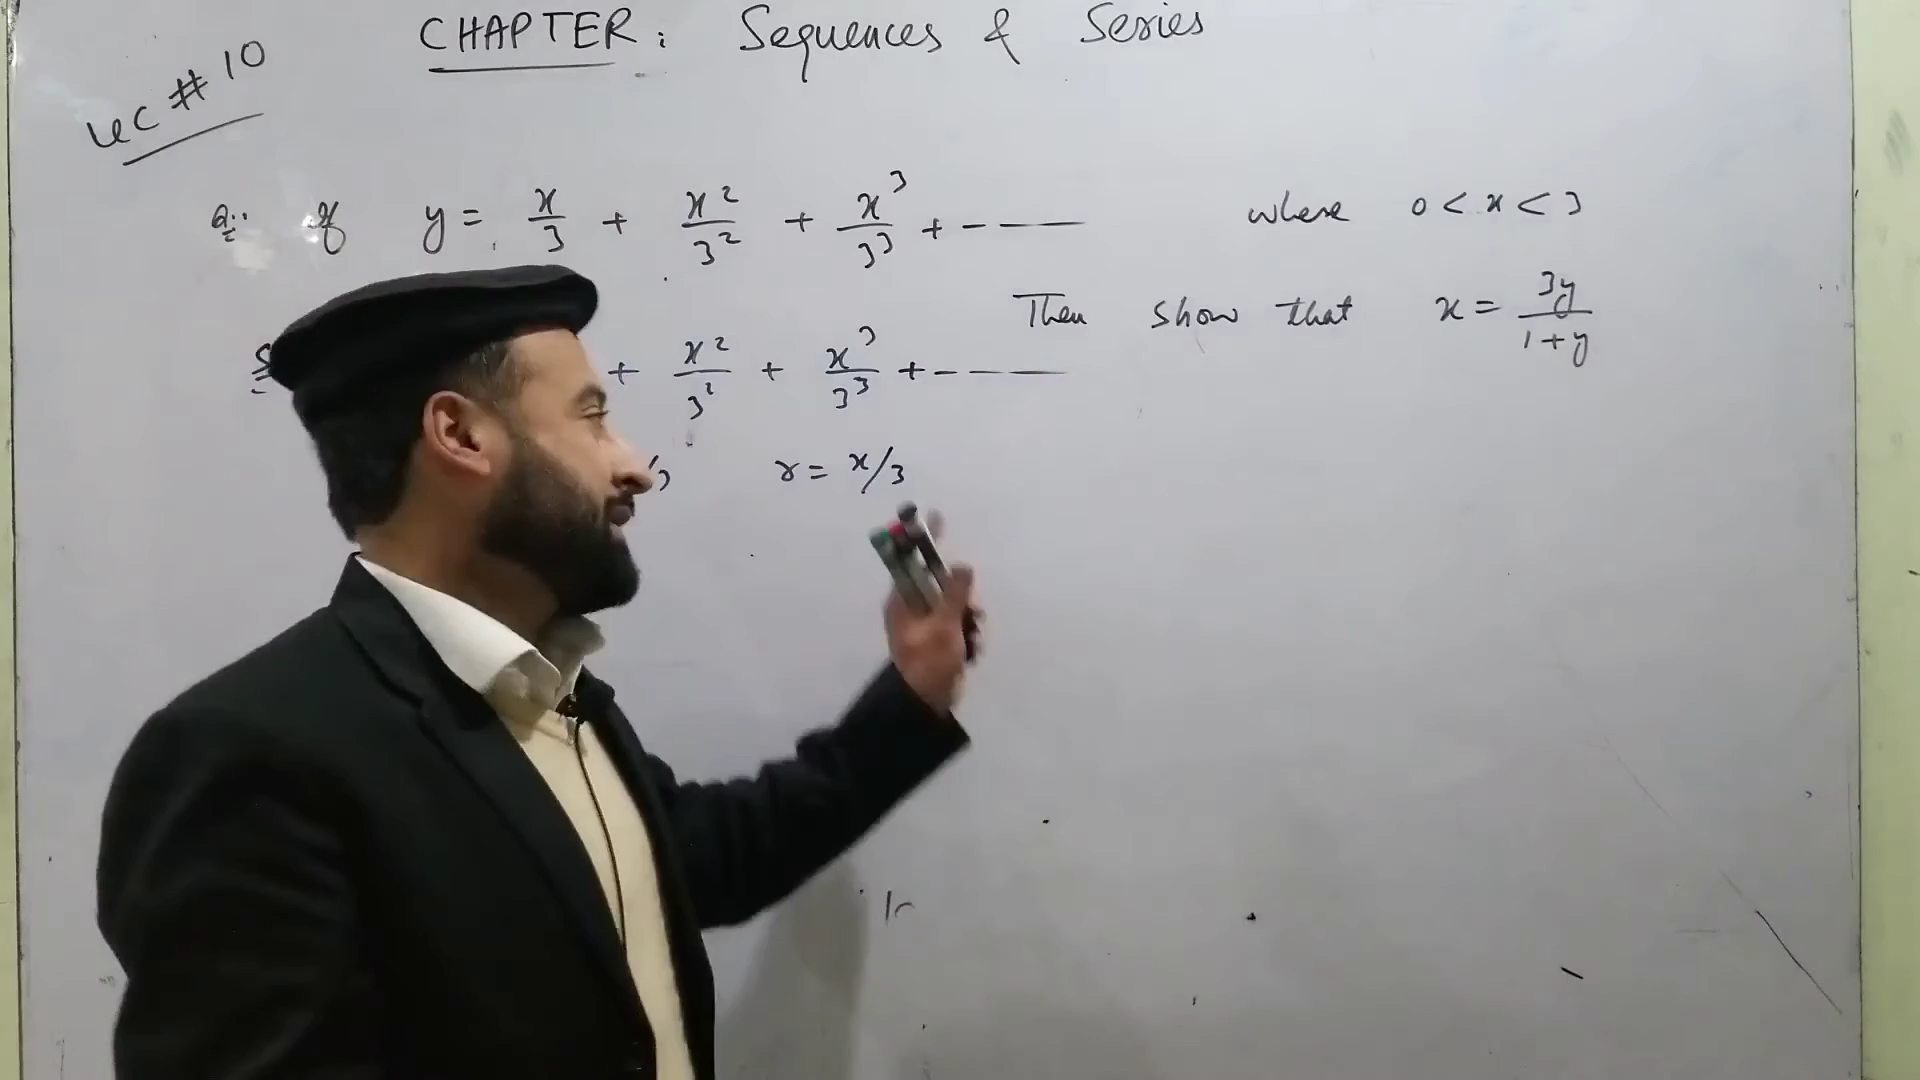 CHAPTER: Sequences & Series
Lec # 10
Q:. If y = x/3 + x²/3² + x³/3³ + ---- where 0 < x < 3
Then show that x = 3y/1+y
+ x²/3² + x³/3³ + ----
r = x/3